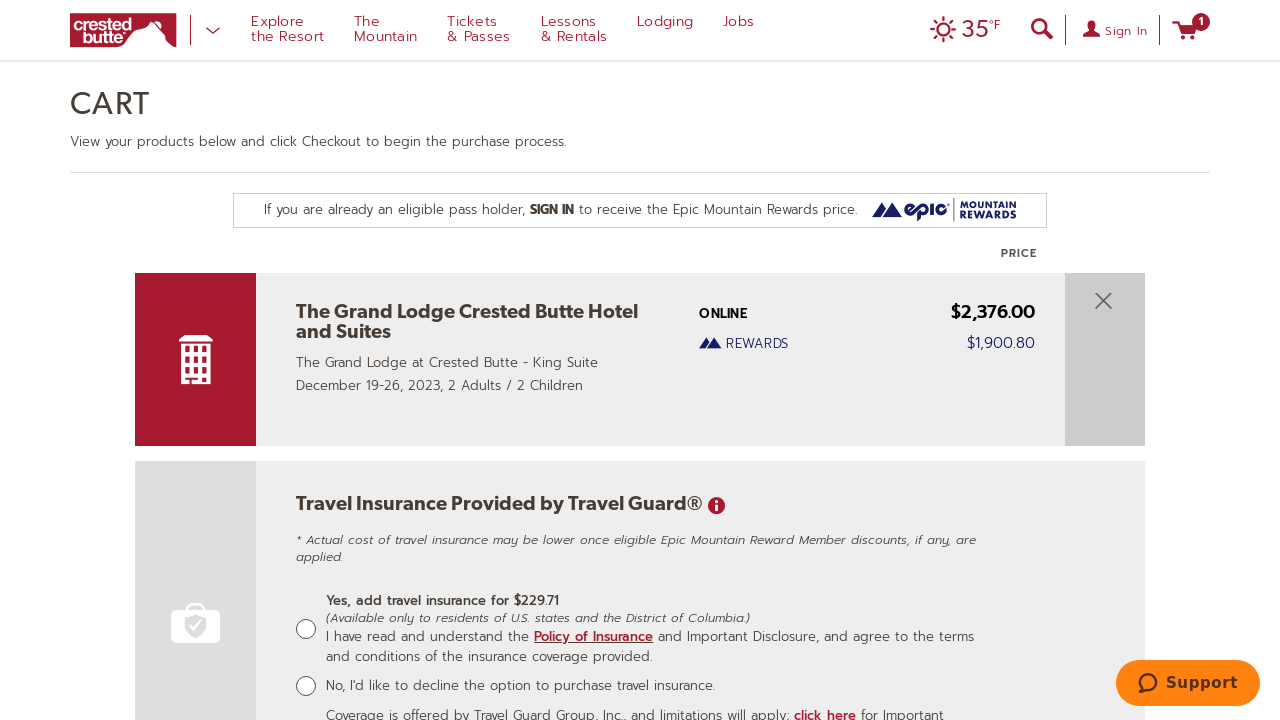 crested butte
Explore the Resort
The Mountain
Tickets & Passes
Lessons & Rentals
Lodging
Jobs
35°F
Sign In
1
CART
View your products below and click Checkout to begin the purchase process.
If you are already an eligible pass holder, SIGN IN to receive the Epic Mountain Rewards price.
epic MOUNTAIN REWARDS
PRICE
The Grand Lodge Crested Butte Hotel
and Suites
ONLINE
$2,376.00
REWARDS
$1,900.80
The Grand Lodge at Crested Butte - King Suite
December 19-26, 2023, 2 Adults / 2 Children
Travel Insurance Provided by Travel Guard®
* Actual cost of travel insurance may be lower once eligible Epic Mountain Reward Member discounts, if any, are
applied.
Yes, add travel insurance for $229.71
(Available only to residents of U.S. states and the District of Columbia.)
I have read and understand the Policy of Insurance and Important Disclosure, and agree to the terms
and conditions of the insurance coverage provided.
No, I'd like to decline the option to purchase travel insurance.
Coverage is offered by Travel Guard Group, Inc., and limitations will apply; click here for Important
Support